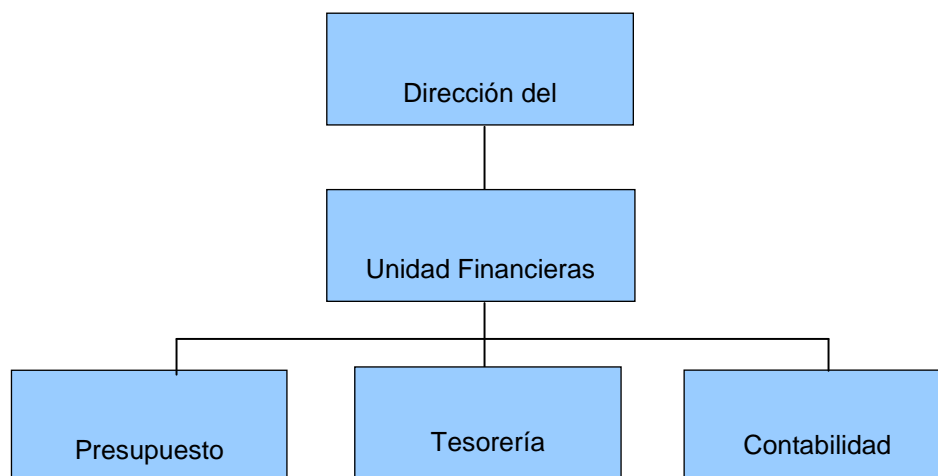 Dirección del
Unidad Financieras
Presupuesto
Tesorería
Contabilidad